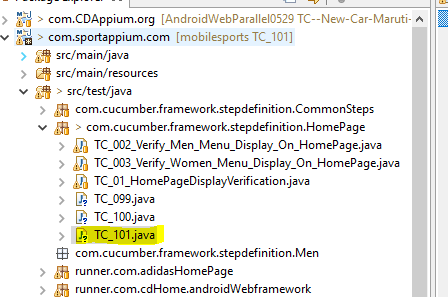 > com.CDAppium.org [AndroidWebParallel0529 TC--New-Car-Maruti-
> com.sportappium.com [mobilesports TC_101]
src/main/java
src/main/resources
> src/test/java
com.cucumber.framework.stepdefinition.CommonSteps
> com.cucumber.framework.stepdefinition.HomePage
TC_002_Verify_Men_Menu_Display_On_HomePage.java
TC_003_Verify_Women_Menu_Display_On_HomePage.java
TC_01_HomePageDisplayVerification.java
TC_099.java
TC_100.java
TC_101.java
com.cucumber.framework.stepdefinition.Men
runner.com.adidasHomePage
runner.com.cdHome.androidWebframework